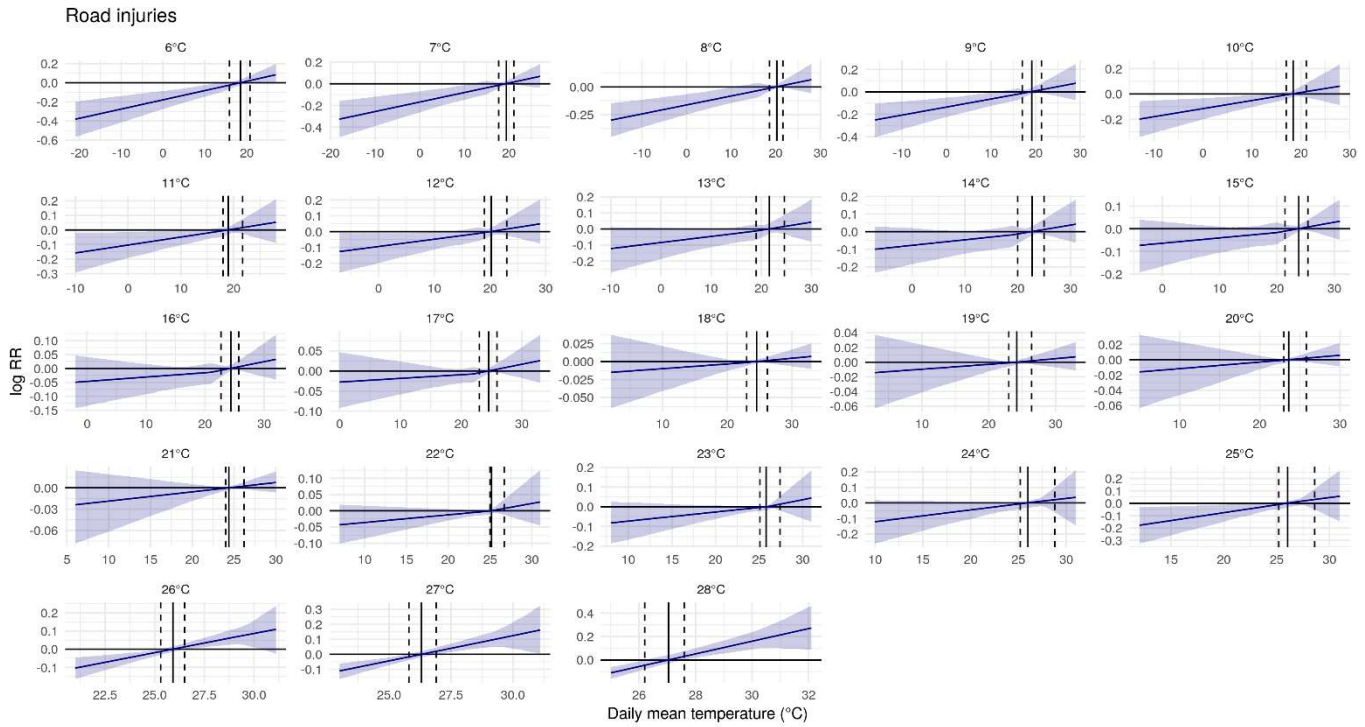 Road injuries
6°C 7°C 8°C 9°C 10°C
0.2 0.0 -0.2 -0.4 -0.6
0.2 0.0 -0.2 -0.4
0.00 -0.25
0.2 0.0 -0.2 -0.4
0.2 0.0 -0.2
-20 -10 0 10 20
-20 -10 0 10 20
-10 0 10 20 30
-10 0 10 20 30
-10 0 10 20 30
11°C 12°C 13°C 14°C 15°C
0.2 0.1 0.0 -0.1 -0.2 -0.3
0.2 0.0 -0.2
0.2 0.1 0.0 -0.1 -0.2
0.2 0.1 0.0 -0.1 -0.2
0.1 0.0 -0.1
-10 0 10 20
0 10 20 30
-10 0 10 20 30
0 10 20 30
0 10 20 30
log RR
16°C 17°C 18°C 19°C 20°C
0.10 0.05 0.00 -0.05 -0.10 -0.15
0.05 0.00 -0.05 -0.10
0.025 0.000 -0.025 -0.050
0.04 0.02 0.00 -0.02 -0.04 -0.06
0.02 0.00 -0.02 -0.04 -0.06
0 10 20 30
0 10 20 30
10 20 30
10 20 30
10 20 30
21°C 22°C 23°C 24°C 25°C
0.00 -0.03 -0.06
0.10 0.05 0.00 -0.05 -0.10
0.2 0.1 0.0 -0.1 -0.2
0.2 0.1 0.0 -0.1 -0.2
0.2 0.1 0.0 -0.1 -0.2 -0.3
5 10 15 20 25 30
10 15 20 25 30
10 15 20 25 30
10 15 20 25 30
15 20 25 30
26°C 27°C 28°C
0.2 0.1 0.0 -0.1
0.3 0.2 0.1 0.0 -0.1
0.4 0.2 0.0
22.5 25.0 27.5 30.0
25.0 27.5 30.0
26 28 30 32
Daily mean temperature (°C)